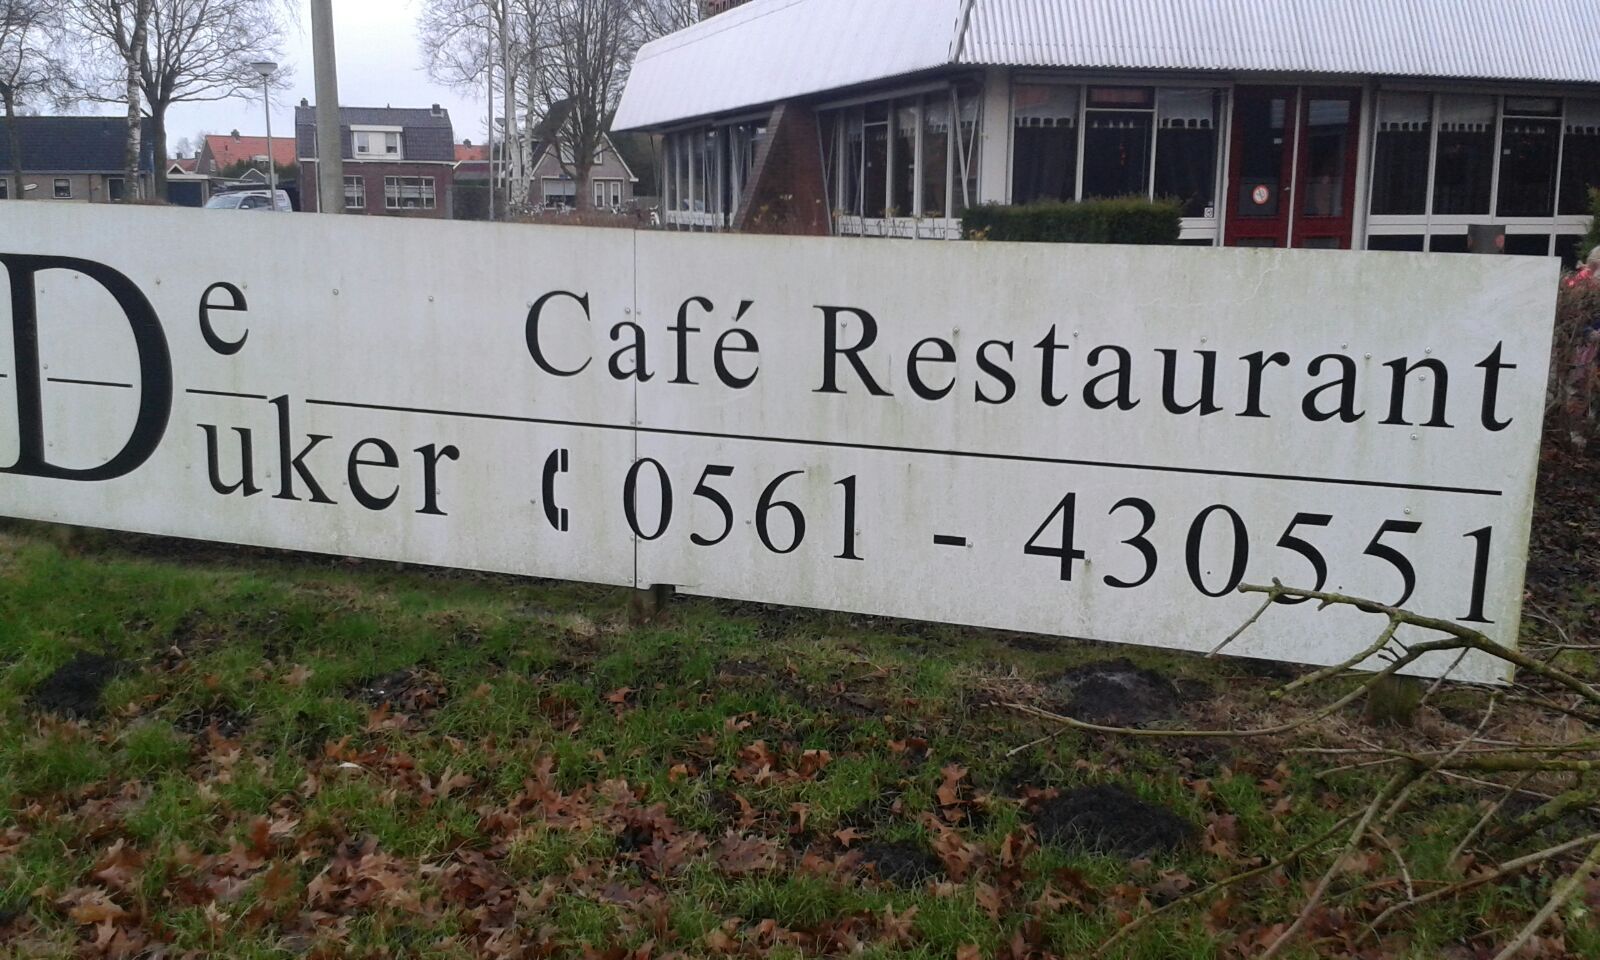 De Café Restaurant
Duker 0561 - 430551